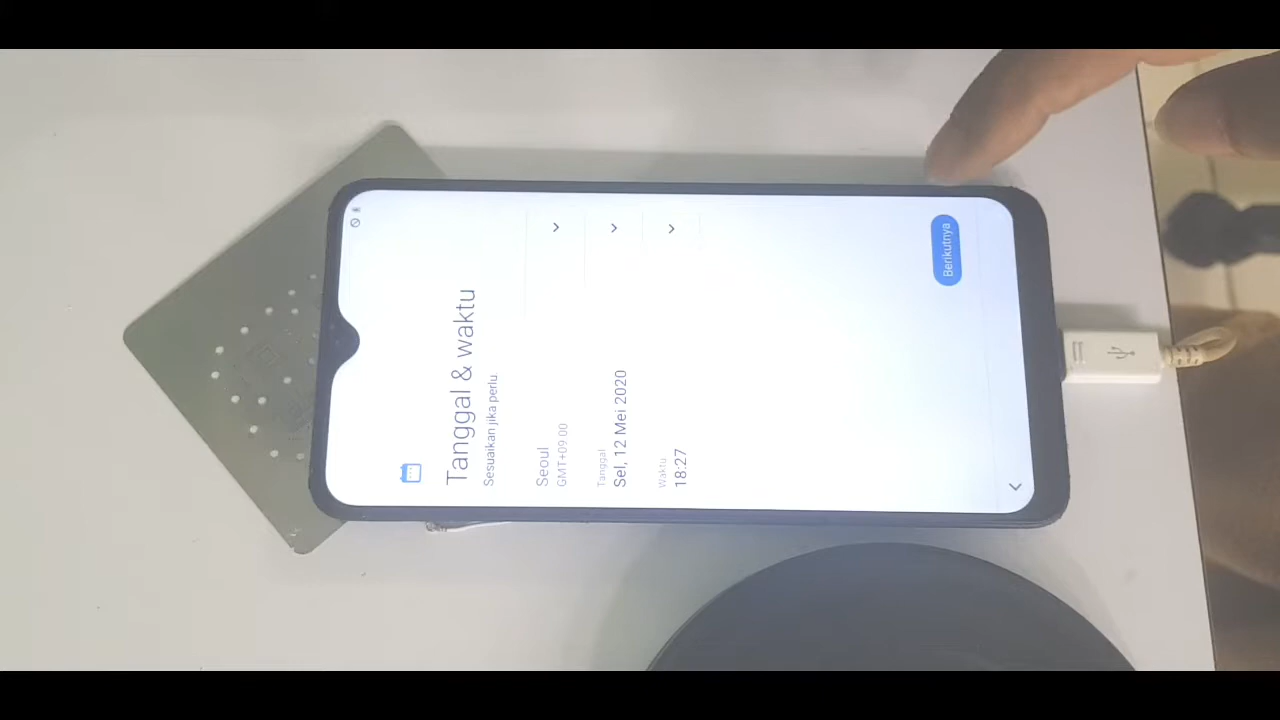 Tanggal & waktu
Sesuaikan jika perlu
Seoul
GMT+09:00
Tanggal
Sel, 12 Mei 2020
Waktu
18:27
Berikutnya